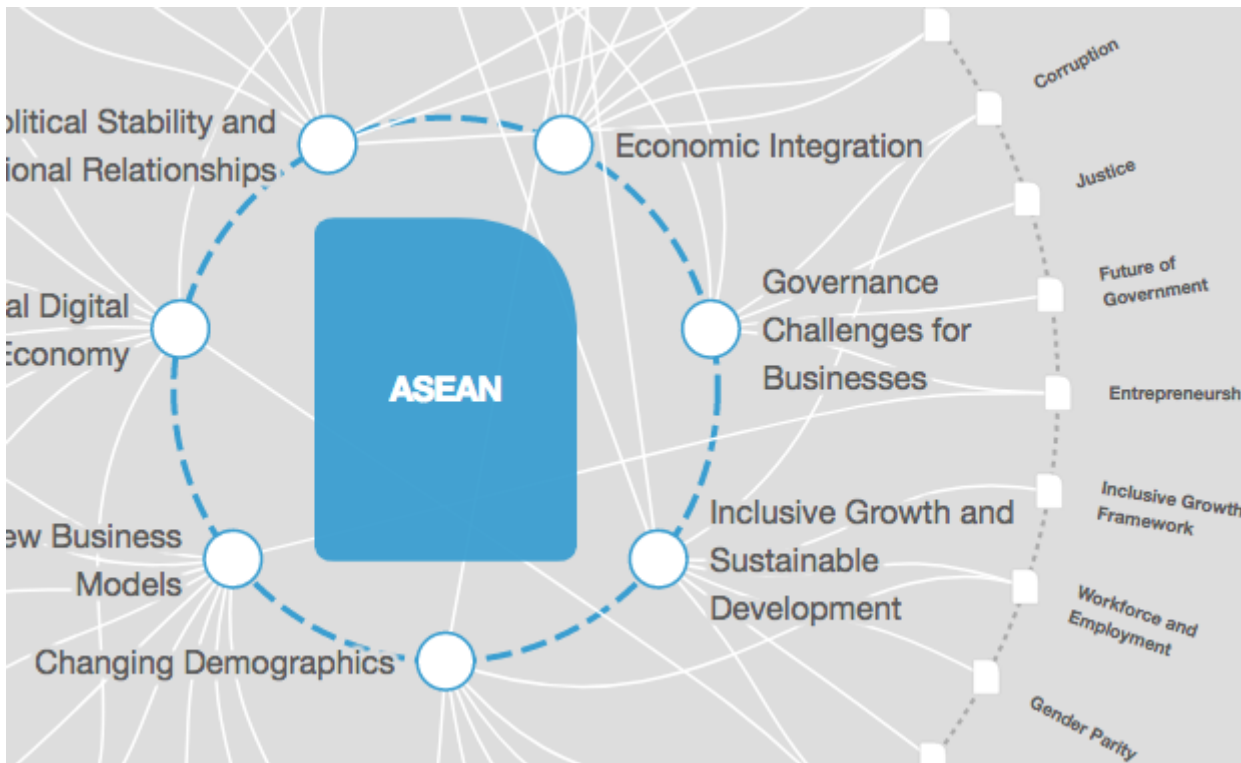 olitical Stability and
ional Relationships
Economic Integration
al Digital
Economy
ASEAN
Governance
Challenges for
Businesses
ew Business
Models
Inclusive Growth and
Sustainable
Development
Changing Demographics
Corruption
Justice
Future of
Government
Entrepreneursh
Inclusive Growth
Framework
Workforce and
Employment
Gender Parity